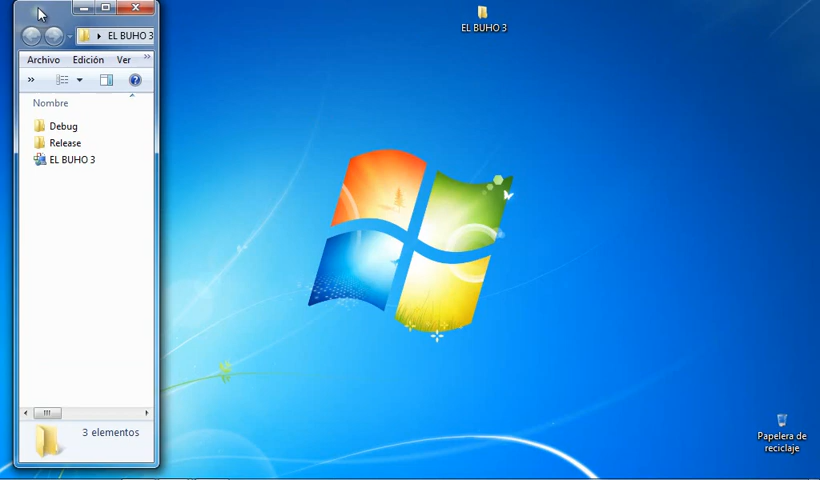 EL BUHO 3
Archivo Edición Ver »
»
Nombre
Debug
Release
EL BUHO 3
3 elementos
EL BUHO 3
Papelera de
reciclaje